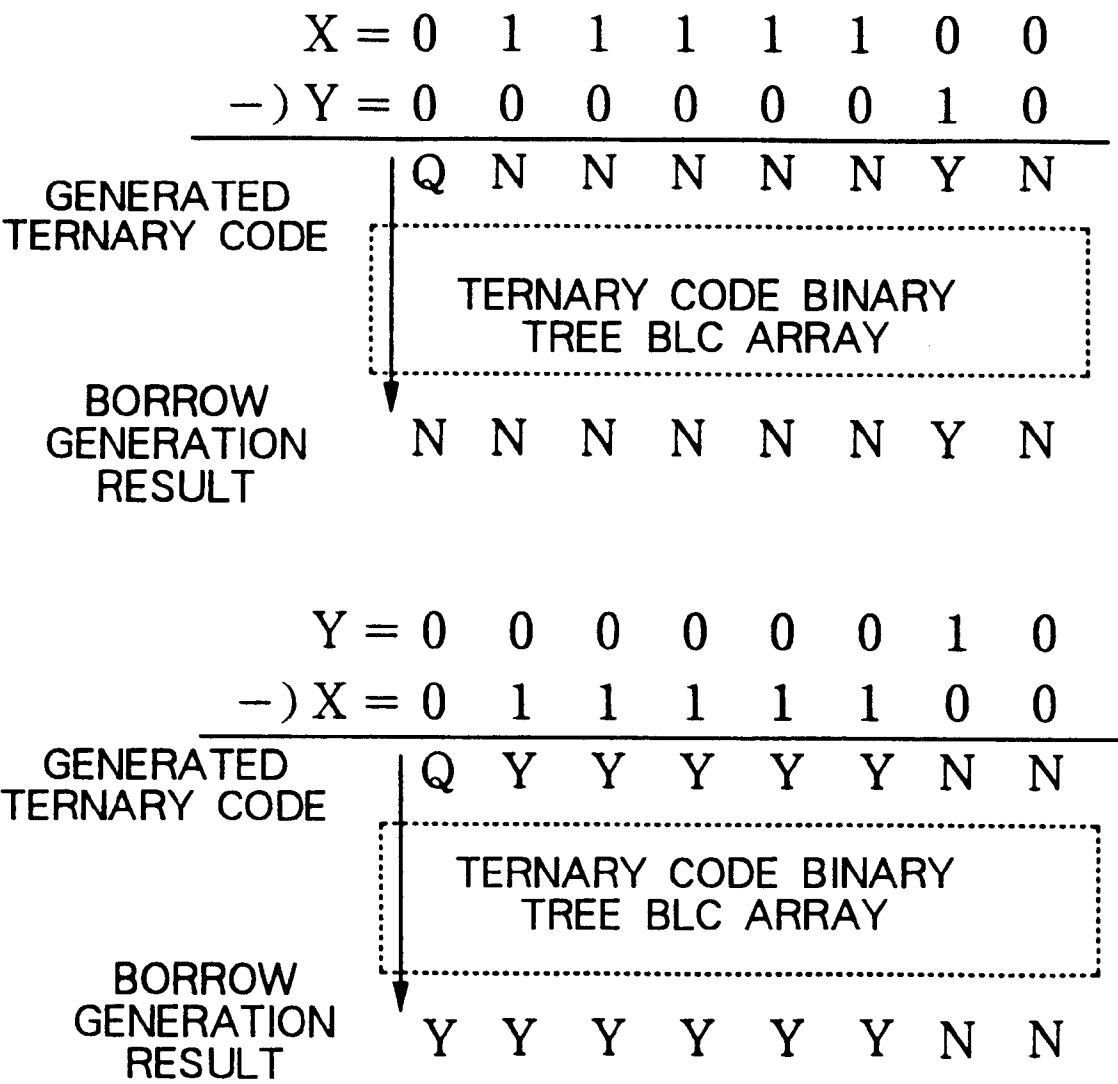 X = 0 1 1 1 1 1 0 0
−) Y = 0 0 0 0 0 0 1 0
GENERATED
TERNARY CODE
Q N N N N N Y N
TERNARY CODE BINARY
TREE BLC ARRAY
BORROW
GENERATION
RESULT
N N N N N N Y N
Y = 0 0 0 0 0 0 1 0
−) X = 0 1 1 1 1 1 0 0
GENERATED
TERNARY CODE
Q Y Y Y Y Y N N
TERNARY CODE BINARY
TREE BLC ARRAY
BORROW
GENERATION
RESULT
Y Y Y Y Y Y N N